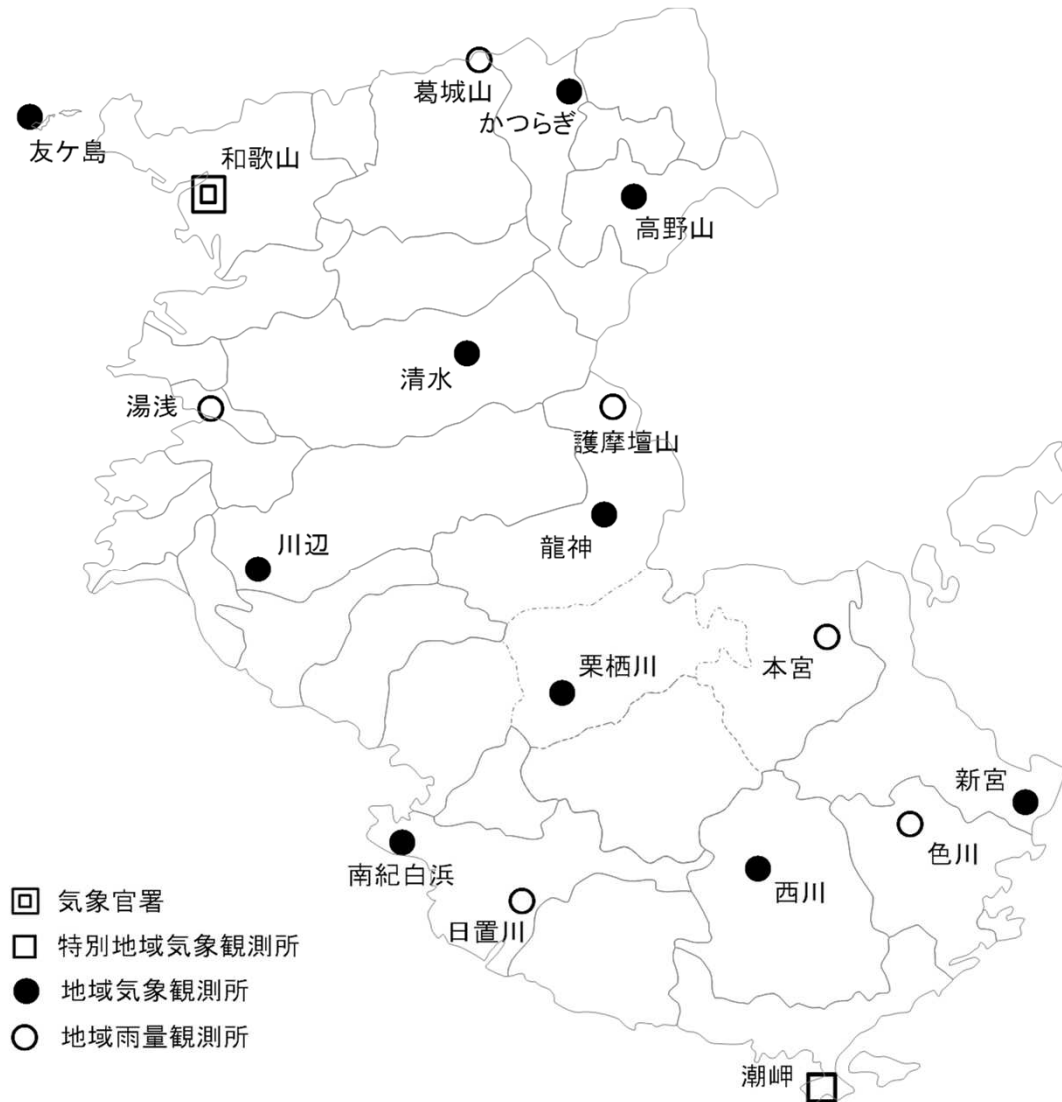 葛城山
かつらぎ
友ケ島
和歌山
高野山
清水
湯浅
護摩壇山
川辺
龍神
栗栖川
本宮
新宮
南紀白浜
色川
西川
日置川
潮岬
気象官署
特別地域気象観測所
地域気象観測所
地域雨量観測所